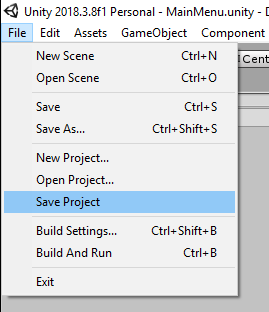 Unity 2018.3.8f1 Personal - MainMenu.unity -
File Edit Assets GameObject Component
New Scene Ctrl+N
Open Scene Ctrl+O
Cent
Save Ctrl+S
Save As... Ctrl+Shift+S
New Project...
Open Project...
Save Project
Build Settings... Ctrl+Shift+B
Build And Run Ctrl+B
Exit